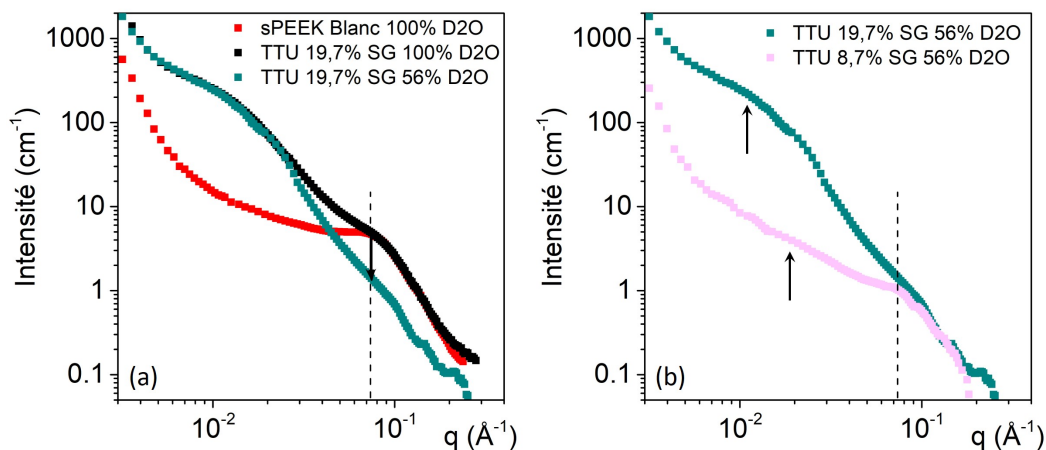 sPEEK Blanc 100% D2O
TTU 19,7% SG 100% D2O
TTU 19,7% SG 56% D2O
1000
100
10
1
0.1
Intensité (cm⁻¹)
(a)
10⁻²
10⁻¹
q (Å⁻¹)
TTU 19,7% SG 56% D2O
TTU 8,7% SG 56% D2O
1000
100
10
1
0.1
Intensité (cm⁻¹)
(b)
10⁻²
10⁻¹
q (Å⁻¹)